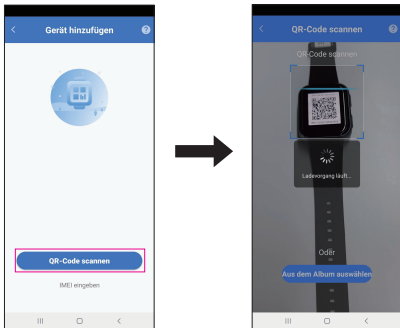 Gerät hinzufügen
?
QR-Code scannen
IMEI eingeben
QR-Code scannen
?
QR-Code scannen
Ladevorgang läuft...
Oder
Aus dem Album auswählen